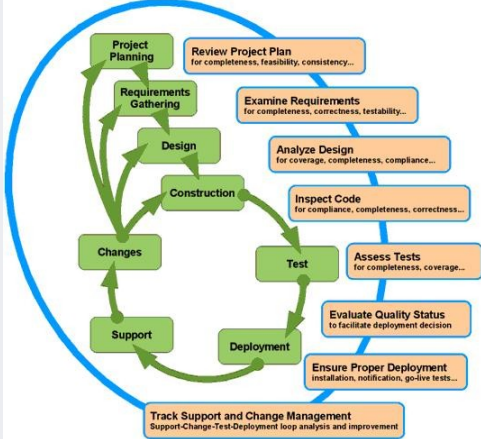 Project
Planning
Review Project Plan
for completeness, feasibility, consistency...
Requirements
Gathering
Examine Requirements
for completeness, correctness, testability...
Design
Analyze Design
for coverage, completeness, compliance...
Construction
Inspect Code
for compliance, completeness, correctness...
Changes
Test
Assess Tests
for completeness, coverage...
Evaluate Quality Status
to facilitate deployment decision
Support
Deployment
Ensure Proper Deployment
installation, notification, go-live tests...
Track Support and Change Management
Support-Change-Test-Deployment loop analysis and improvement